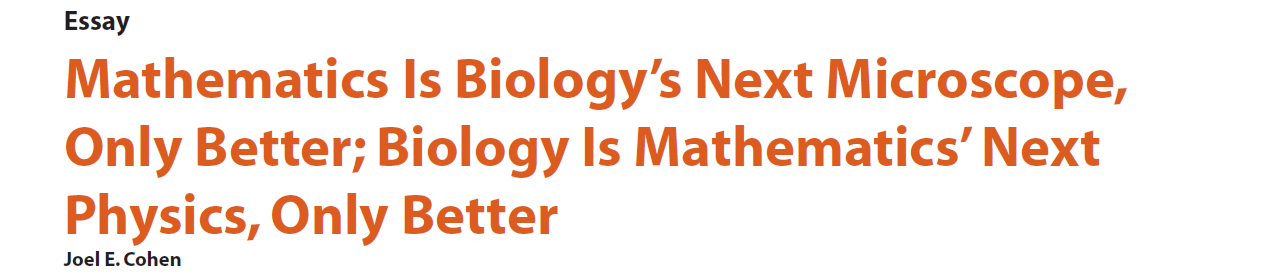 Essay
Mathematics Is Biology’s Next Microscope,
Only Better; Biology Is Mathematics’ Next
Physics, Only Better
Joel E. Cohen